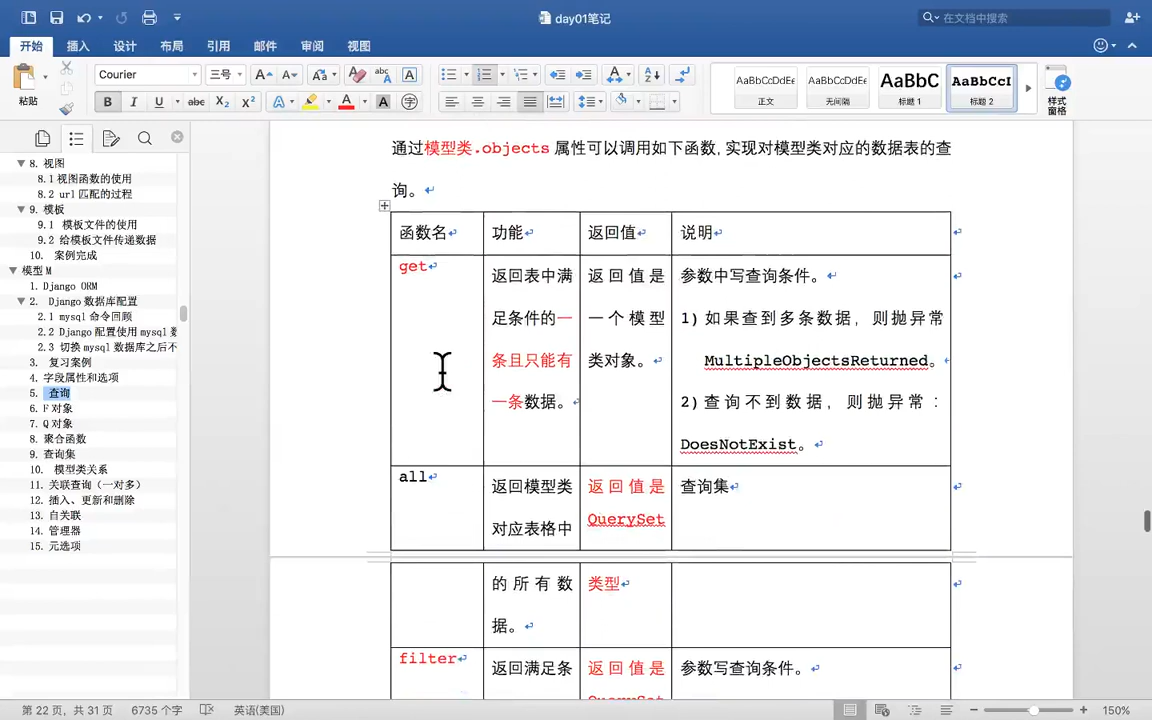 day01笔记
在文档中搜索
开始 插入 设计 布局 引用 邮件 审阅 视图
粘贴
Courier 三号
B I U abc X₂ X²
AaBbCcDdEe AaBbCcDdEe AaBbC AaBbCcI
正文 无间隔 标题 1 标题 2
样式
窗格
8. 视图
8.1 视图函数的使用
8.2 url 匹配的过程
9. 模板
9.1 模板文件的使用
9.2 给模板文件传递数据
10. 案例完成
模型 M
1. Django ORM
2. Django 数据库配置
2.1 mysql 命令回顾
2.2 Django 配置使用 mysql 数
2.3 切换 mysql 数据库之后不
3. 复习案例
4. 字段属性和选项
5. 查询
6. F 对象
7. Q 对象
8. 聚合函数
9. 查询集
10. 模型类关系
11. 关联查询（一对多）
12. 插入、更新和删除
13. 自关联
14. 管理器
15. 元选项
通过模型类.objects 属性可以调用如下函数,实现对模型类对应的数据表的查
询。
函数名 功能 返回值 说明
get 返回表中满 返回值是 参数中写查询条件。
足条件的一 一个模型 1) 如果查到多条数据，则抛异常
条且只能有 类对象。 MultipleObjectsReturned。
一条数据。 2) 查询不到数据，则抛异常：
DoesNotExist。
all 返回模型类 返回值是 查询集
对应表格中 QuerySet
的所有数 类型
据。
filter 返回满足条 返回值是 参数写查询条件。
QuerySet
第 22 页，共 31 页 6735 个字 英语(美国) 150%